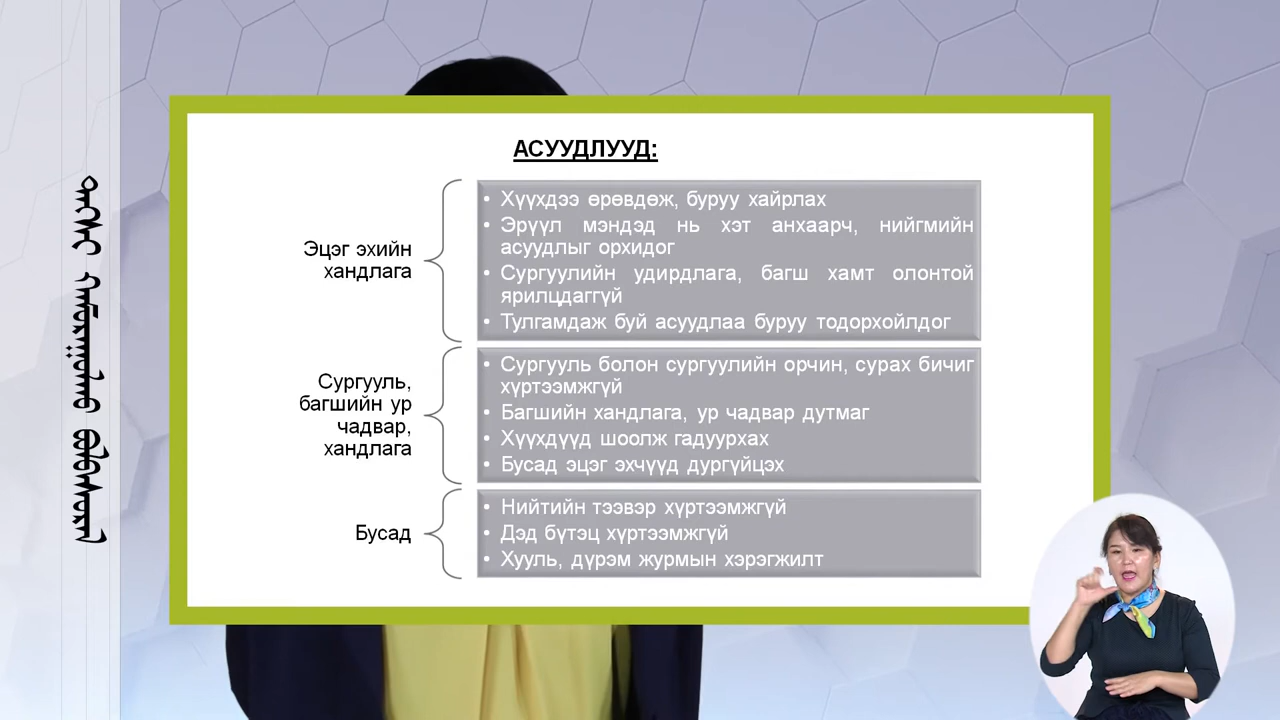 АСУУДЛУУД:
Эцэг эхийн
хандлага
• Хүүхдээ өрөвдөж, буруу хайрлах
• Эрүүл мэндэд нь хэт анхаарч, нийгмийн
асуудлыг орхидог
• Сургуулийн удирдлага, багш хамт олонтой
ярилцдаггүй
• Тулгамдаж буй асуудлаа буруу тодорхойлдог
Сургууль,
багшийн ур
чадвар,
хандлага
• Сургууль болон сургуулийн орчин, сурах бичиг
хүртээмжгүй
• Багшийн хандлага, ур чадвар дутмаг
• Хүүхдүүд шоолж гадуурхах
• Бусад эцэг эхчүүд дургүйцэх
Бусад
• Нийтийн тээвэр хүртээмжгүй
• Дэд бүтэц хүртээмжгүй
• Хууль, дүрэм журмын хэрэгжилт